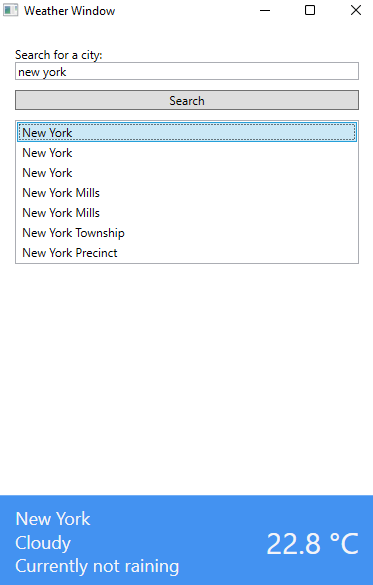 Weather Window
Search for a city:
new york
Search
New York
New York
New York
New York Mills
New York Mills
New York Township
New York Precinct
New York
Cloudy
Currently not raining
22.8 °C